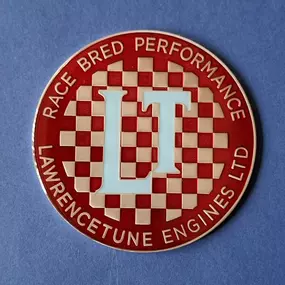 RACE BRED PERFORMANCE
LT
LAWRENCETUNE ENGINES LTD